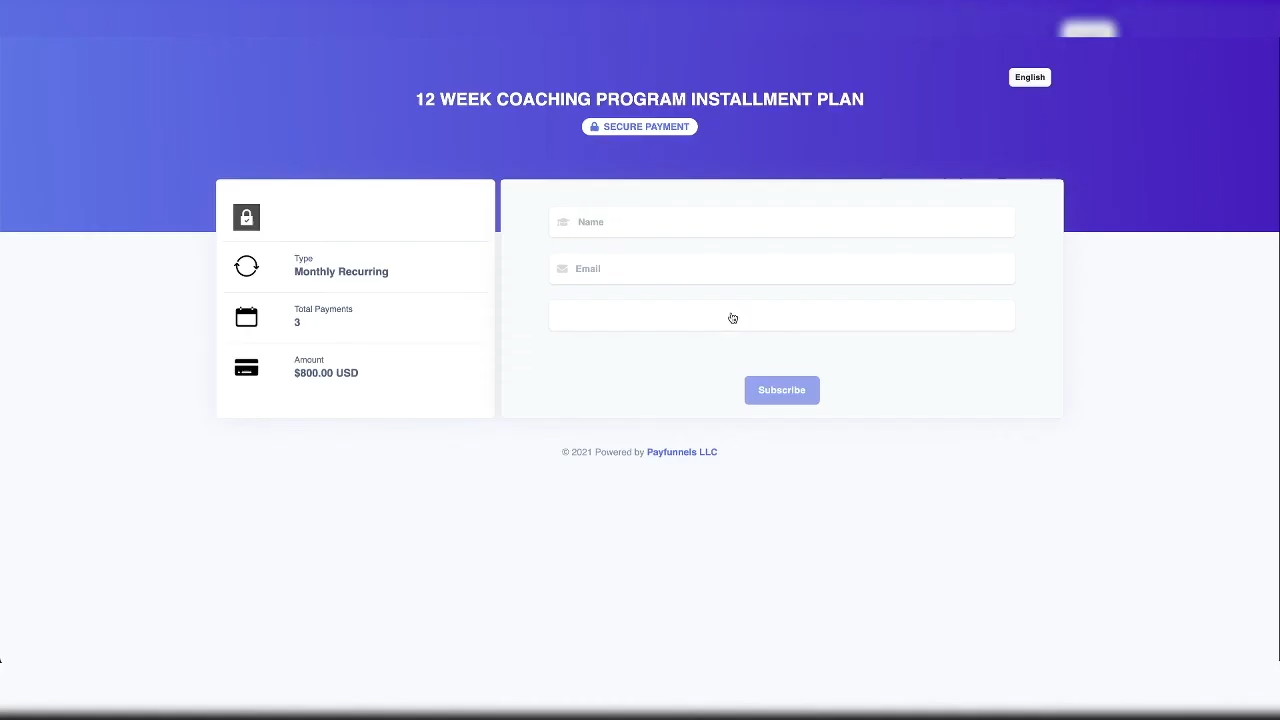 English
12 WEEK COACHING PROGRAM INSTALLMENT PLAN
SECURE PAYMENT
Type
Monthly Recurring
Total Payments
3
Amount
$800.00 USD
Name
Email
Subscribe
© 2021 Powered by Payfunnels LLC